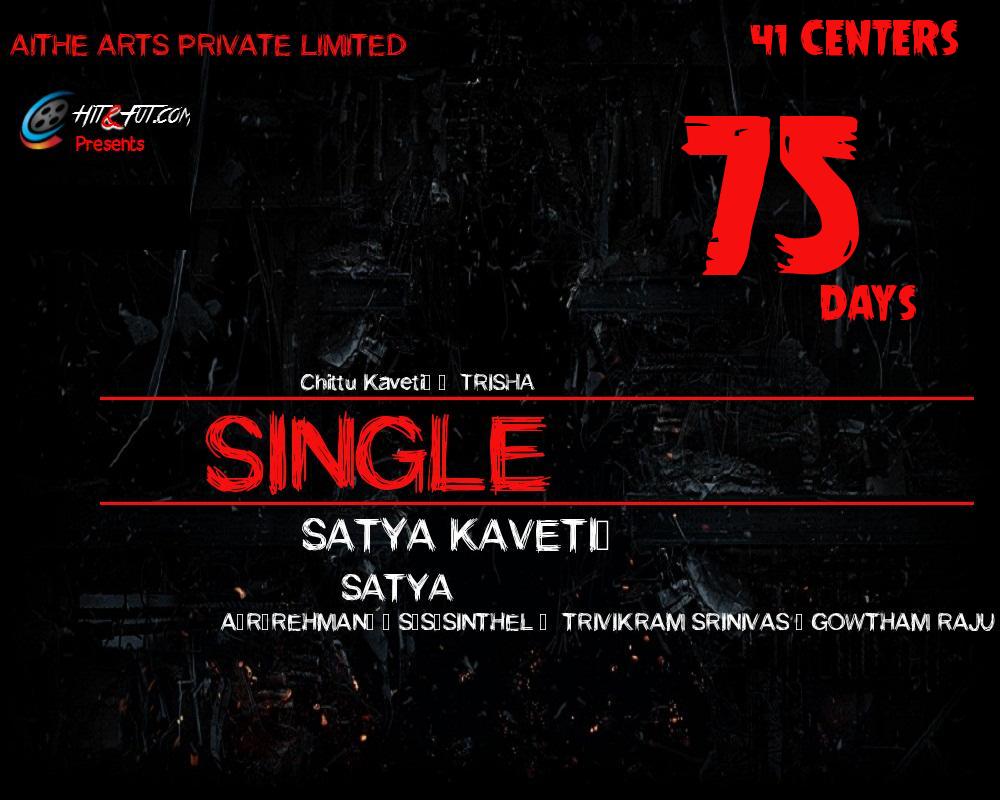 AITHE ARTS PRIVATE LIMITED
41 CENTERS
HIT&FUT.COM
Presents
75
DAYS
Chittu Kaveti□ □ TRISHA
SINGLE
SATYA KAVETI□
SATYA
A□R□REHMAN□ □ S□S□SINTHEL □ TRIVIKRAM SRINIVAS □ GOWTHAM RAJU